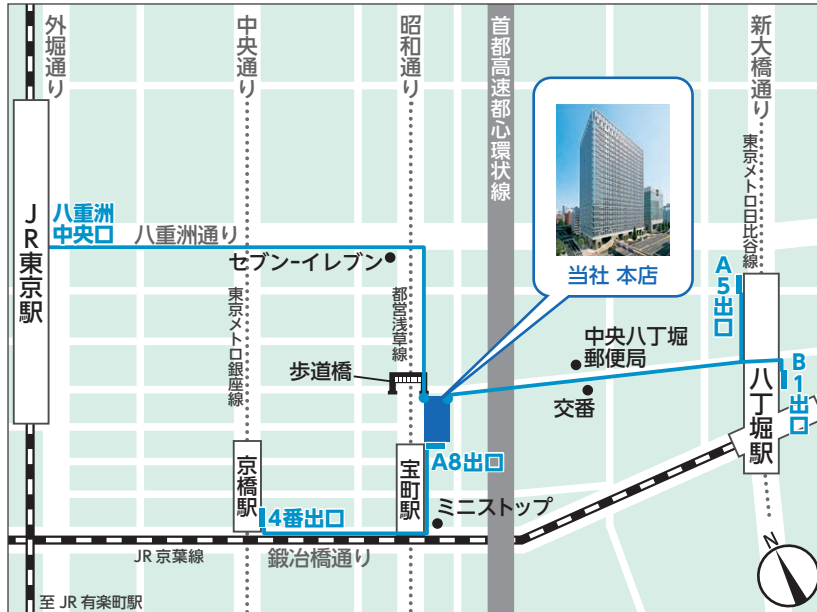 外堀通り
中央通り
昭和通り
首都高速都心環状線
新大橋通り
東京メトロ日比谷線
JR東京駅
八重洲
中央口
八重洲通り
セブン-イレブン
東京メトロ銀座線
都営浅草線
当社 本店
A5出口
中央八丁堀
郵便局
歩道橋
交番
B1出口
八丁堀駅
京橋駅
宝町駅
A8出口
4番出口
ミニストップ
JR 京葉線
鍛冶橋通り
N
至 JR 有楽町駅